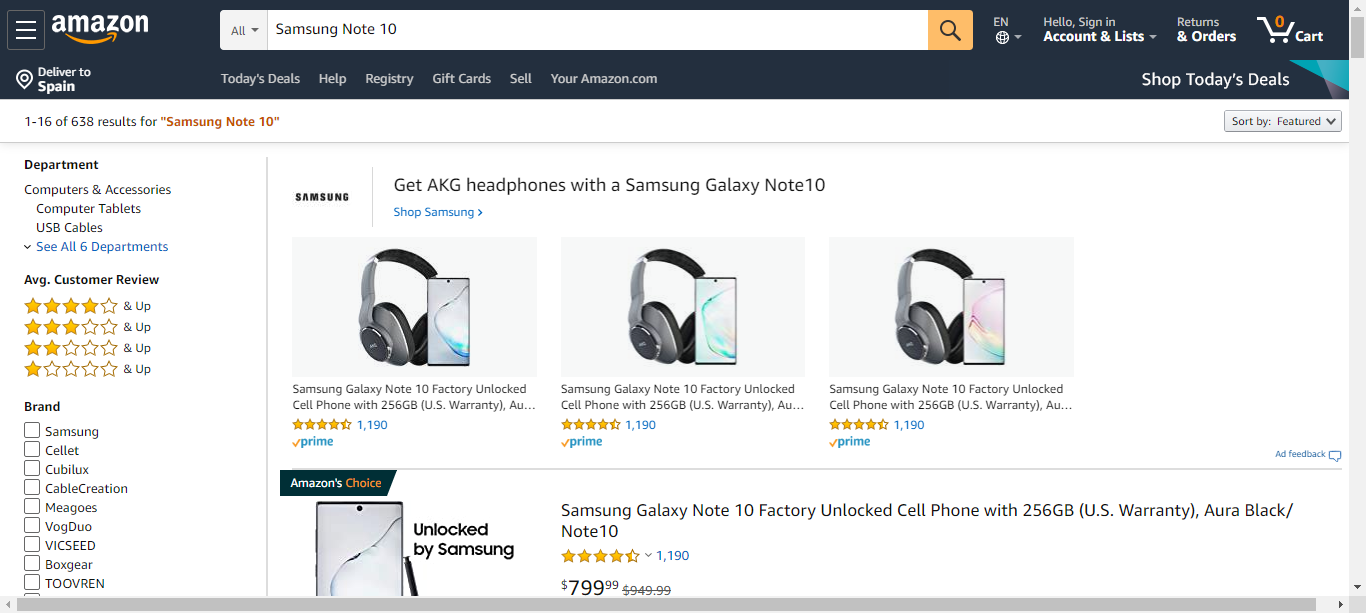 amazon
All
Samsung Note 10
EN
Hello, Sign in
Account & Lists
Returns
& Orders
0
Cart
Deliver to
Spain
Today's Deals
Help
Registry
Gift Cards
Sell
Your Amazon.com
Shop Today's Deals
1-16 of 638 results for "Samsung Note 10"
Sort by: Featured
Department
Computers & Accessories
Computer Tablets
USB Cables
See All 6 Departments
Avg. Customer Review
& Up
& Up
& Up
& Up
Brand
Samsung
Cellet
Cubilux
CableCreation
Meagoes
VogDuo
VICSEED
Boxgear
TOOVREN
SAMSUNG
Get AKG headphones with a Samsung Galaxy Note10
Shop Samsung ›
AKG
Samsung Galaxy Note 10 Factory Unlocked
Cell Phone with 256GB (U.S. Warranty), Au…
1,190
prime
AKG
Samsung Galaxy Note 10 Factory Unlocked
Cell Phone with 256GB (U.S. Warranty), Au…
1,190
prime
AKG
Samsung Galaxy Note 10 Factory Unlocked
Cell Phone with 256GB (U.S. Warranty), Au…
1,190
prime
Ad feedback
Amazon's Choice
Unlocked
by Samsung
Samsung Galaxy Note 10 Factory Unlocked Cell Phone with 256GB (U.S. Warranty), Aura Black/
Note10
1,190
$799.99 $949.99